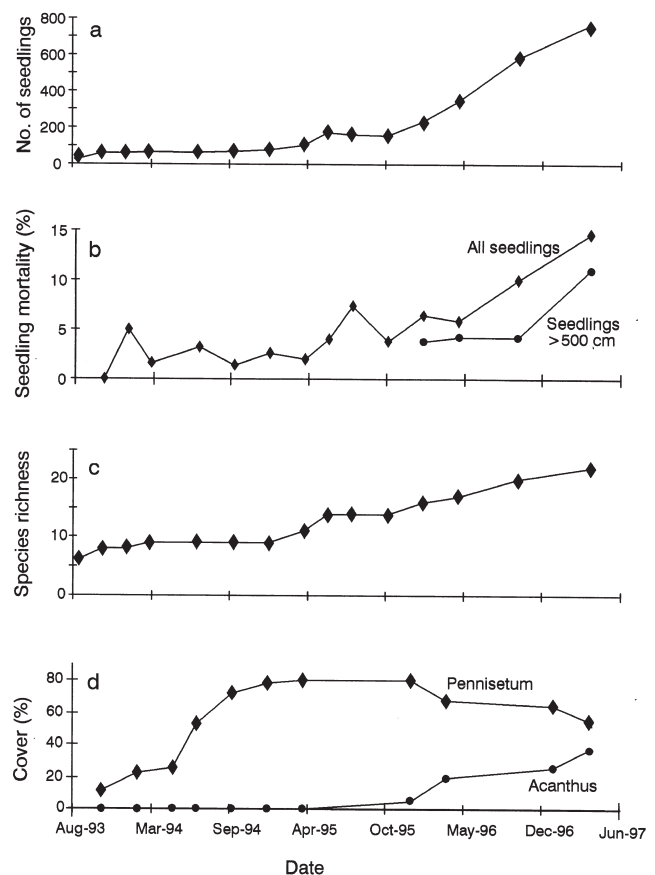 a
No. of seedlings
800
600
400
200
0
b
Seedling mortality (%)
15
10
5
0
All seedlings
Seedlings
>500 cm
c
Species richness
20
10
0
d
Cover (%)
80
60
40
20
0
Pennisetum
Acanthus
Aug-93 Mar-94 Sep-94 Apr-95 Oct-95 May-96 Dec-96 Jun-97
Date